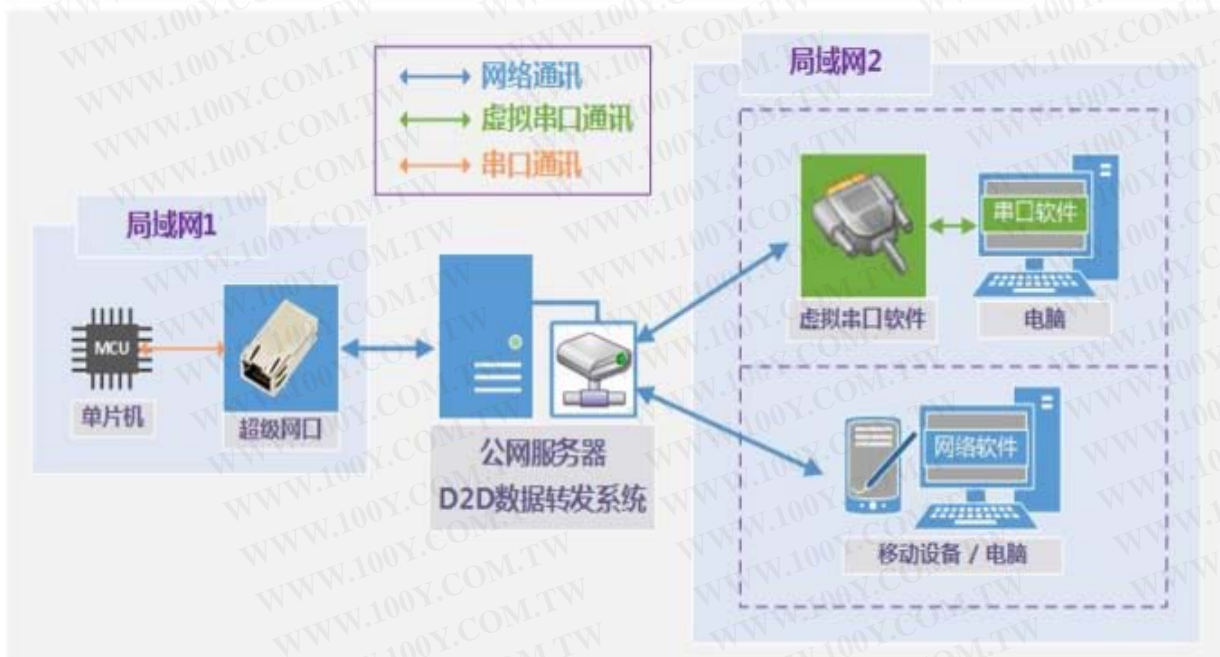 网络通讯
虚拟串口通讯
串口通讯
局域网1
MCU
单片机
超级网口
公网服务器
D2D数据转发系统
局域网2
串口软件
虚拟串口软件
电脑
网络软件
移动设备 / 电脑
WWW.100Y.COM.TW